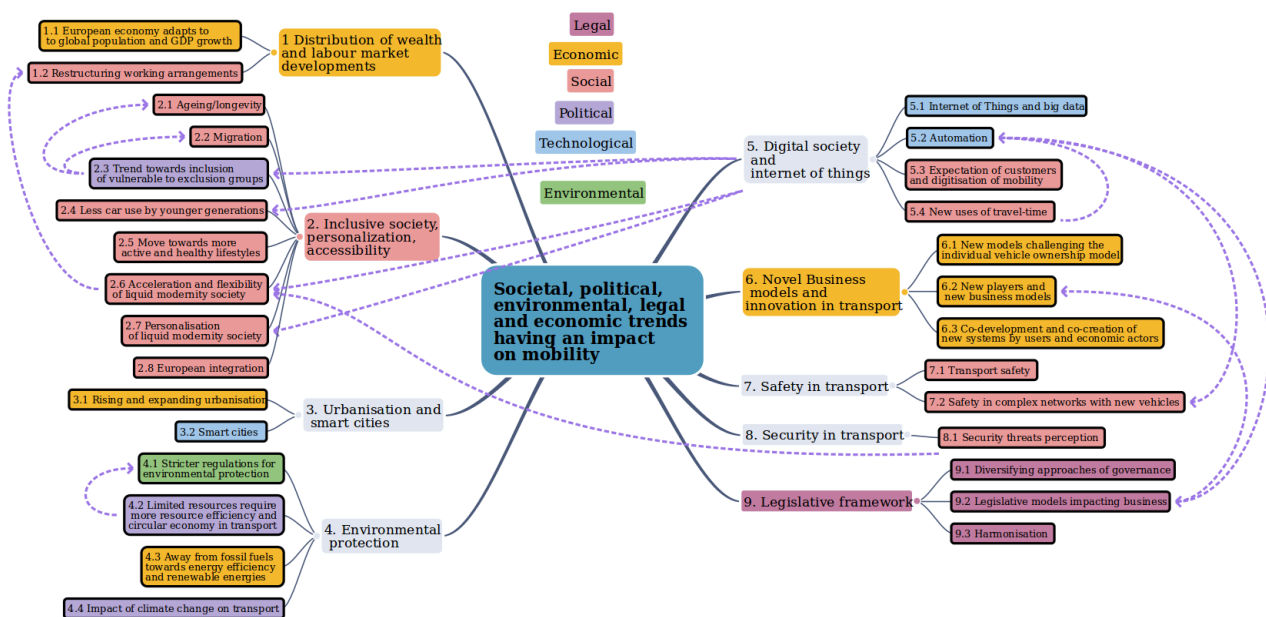 1.1 European economy adapts to
to global population and GDP growth
1.2 Restructuring working arrangements
1 Distribution of wealth
and labour market
developments
2.1 Ageing/longevity
2.2 Migration
2.3 Trend towards inclusion
of vulnerable to exclusion groups
2.4 Less car use by younger generations
2.5 Move towards more
active and healthy lifestyles
2.6 Acceleration and flexibility
of liquid modernity society
2.7 Personalisation
of liquid modernity society
2.8 European integration
2. Inclusive society,
personalization,
accessibility
3.1 Rising and expanding urbanisation
3.2 Smart cities
3. Urbanisation and
smart cities
4.1 Stricter regulations for
environmental protection
4.2 Limited resources require
more resource efficiency and
circular economy in transport
4.3 Away from fossil fuels
towards energy efficiency
and renewable energies
4.4 Impact of climate change on transport
4. Environmental
protection
Legal
Economic
Social
Political
Technological
Environmental
Societal, political,
environmental, legal
and economic trends
having an impact
on mobility
5. Digital society
and
internet of things
5.1 Internet of Things and big data
5.2 Automation
5.3 Expectation of customers
and digitisation of mobility
5.4 New uses of travel-time
6. Novel Business
models and
innovation in transport
6.1 New models challenging the
individual vehicle ownership model
6.2 New players and
new business models
6.3 Co-development and co-creation of
new systems by users and economic actors
7. Safety in transport
7.1 Transport safety
7.2 Safety in complex networks with new vehicles
8. Security in transport
8.1 Security threats perception
9. Legislative framework
9.1 Diversifying approaches of governance
9.2 Legislative models impacting business
9.3 Harmonisation